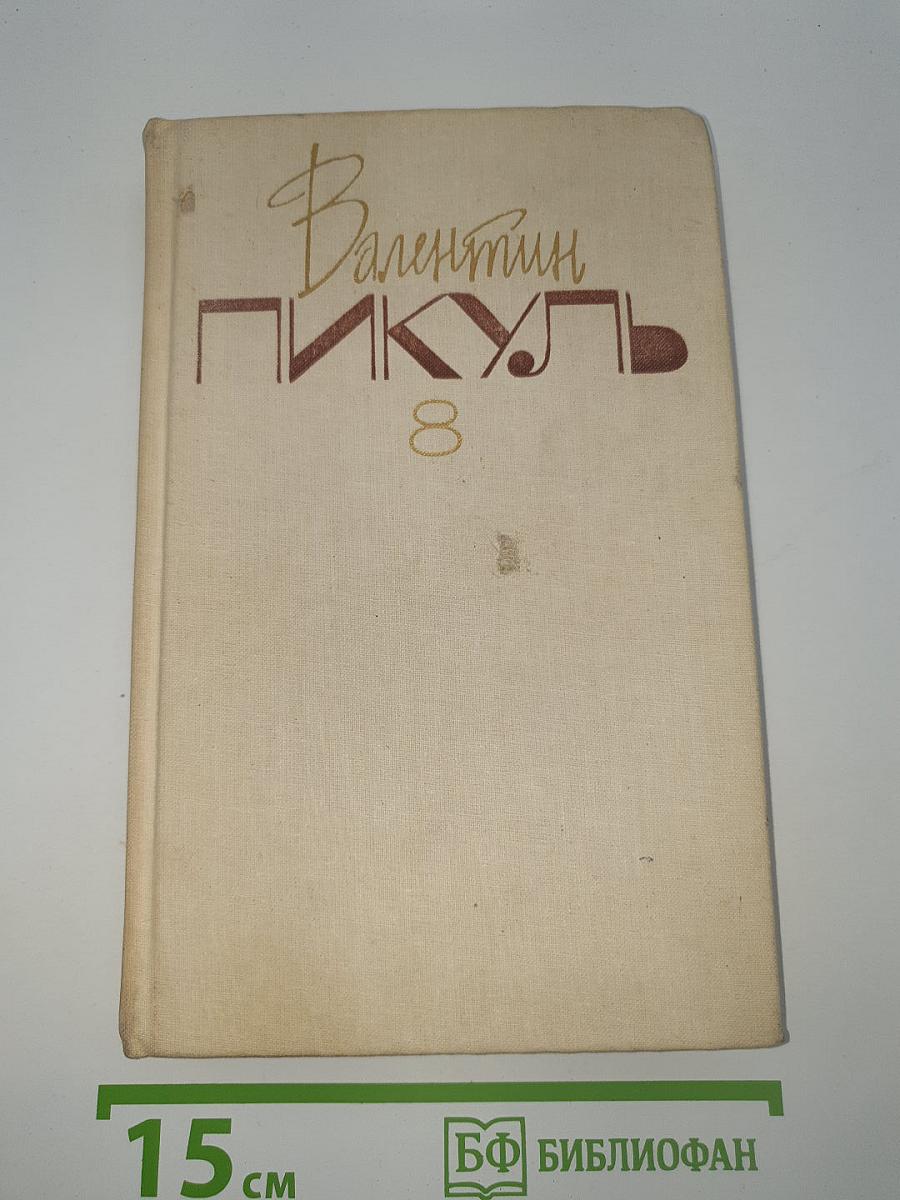 Валентин
ПИКУЛЬ
8
15 см
БФ БИБЛИОФАН